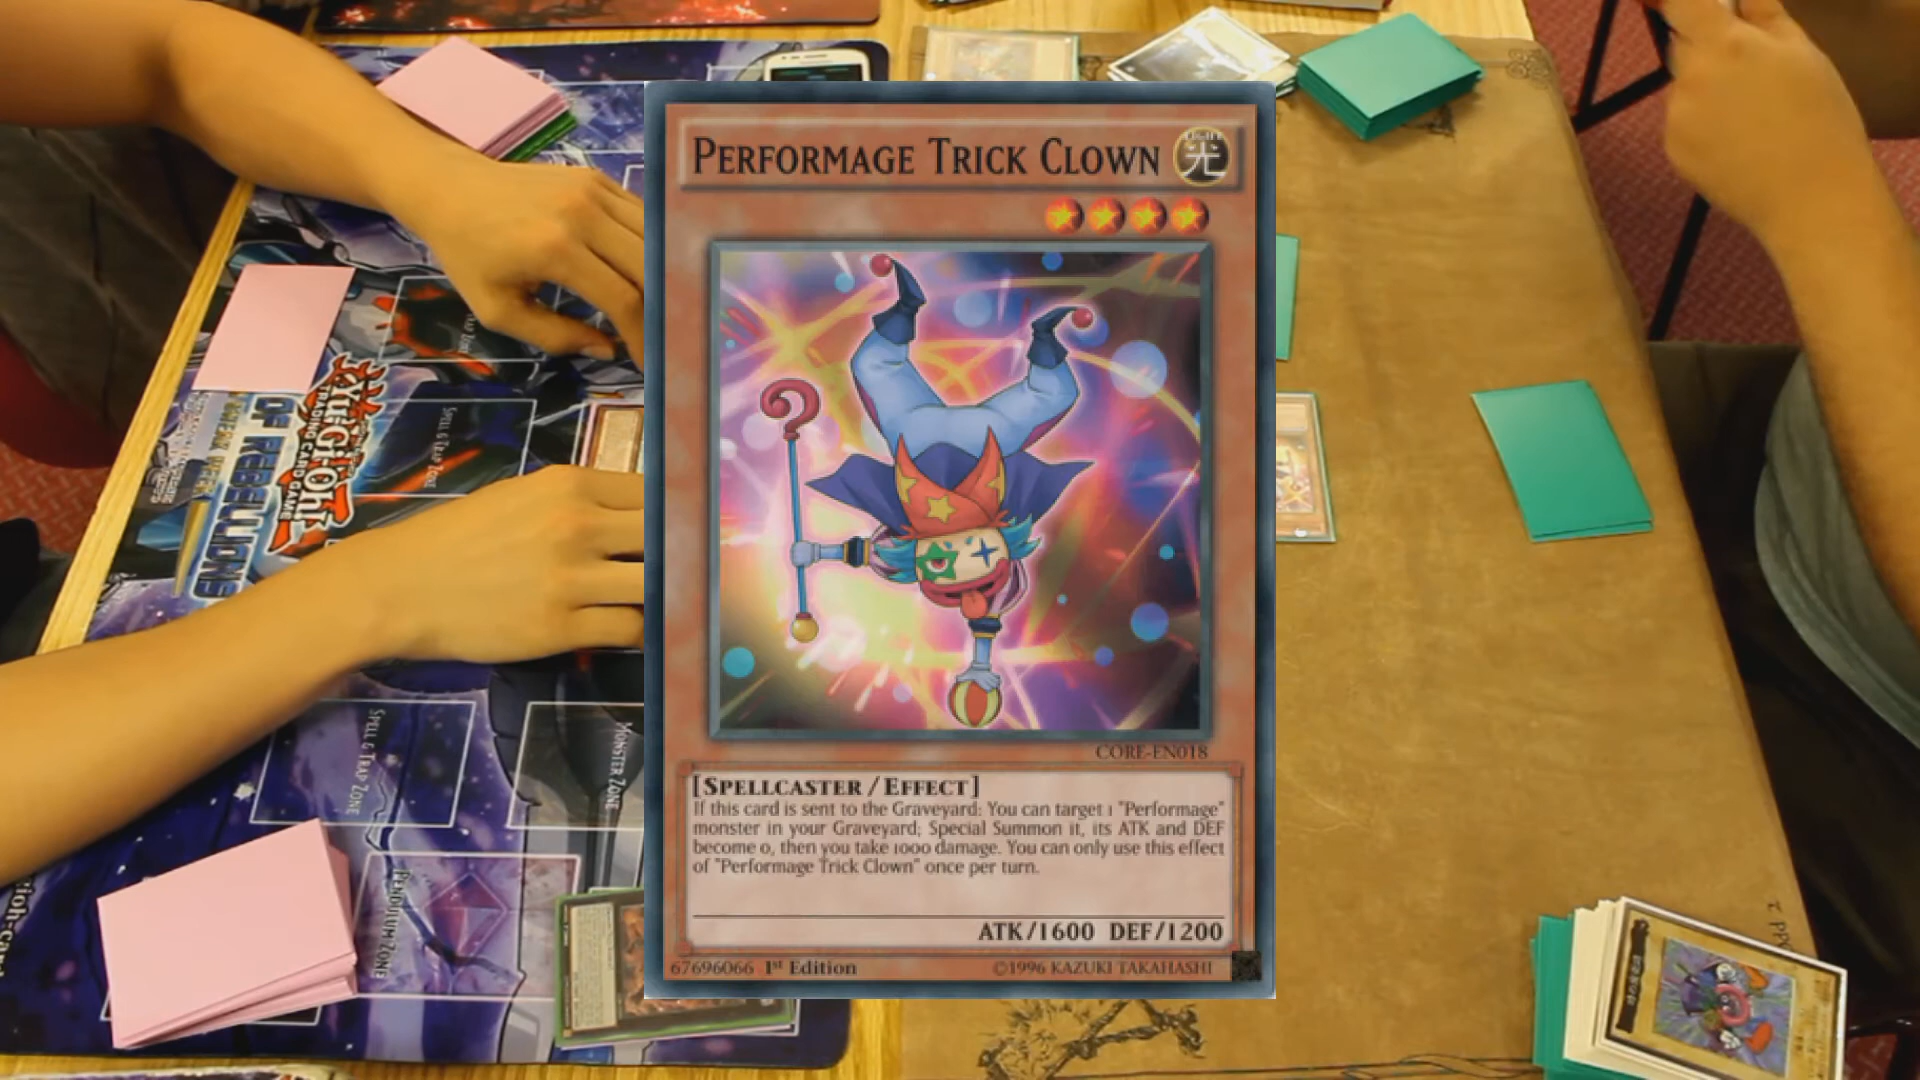 PERFORMAGE TRICK CLOWN
光
CORE-EN018
[SPELLCASTER / EFFECT]
If this card is sent to the Graveyard: You can target 1 "Performage"
monster in your Graveyard; Special Summon it, its ATK and DEF
become 0, then you take 1000 damage. You can only use this effect
of "Performage Trick Clown" once per turn.
ATK/1600 DEF/1200
67696066 1st Edition
©1996 KAZUKI TAKAHASHI
Yu-Gi-Oh!
TRADING CARD GAME
OF REBELLIONS
SPELL & TRAP ZONE
SPELL & TRAP ZONE
MONSTER ZONE
PENDULUM ZONE